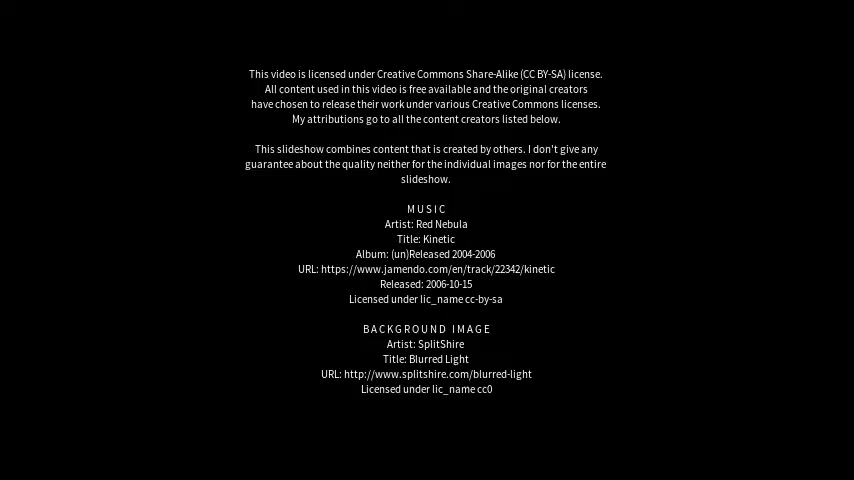 This video is licensed under Creative Commons Share-Alike (CC BY-SA) license.
All content used in this video is free available and the original creators
have chosen to release their work under various Creative Commons licenses.
My attributions go to all the content creators listed below.
This slideshow combines content that is created by others. I don't give any
guarantee about the quality neither for the individual images nor for the entire
slideshow.
MUSIC
Artist: Red Nebula
Title: Kinetic
Album: (un)Released 2004-2006
URL: https://www.jamendo.com/en/track/22342/kinetic
Released: 2006-10-15
Licensed under lic_name cc-by-sa
BACKGROUND IMAGE
Artist: SplitShire
Title: Blurred Light
URL: http://www.splitshire.com/blurred-light
Licensed under lic_name cc0